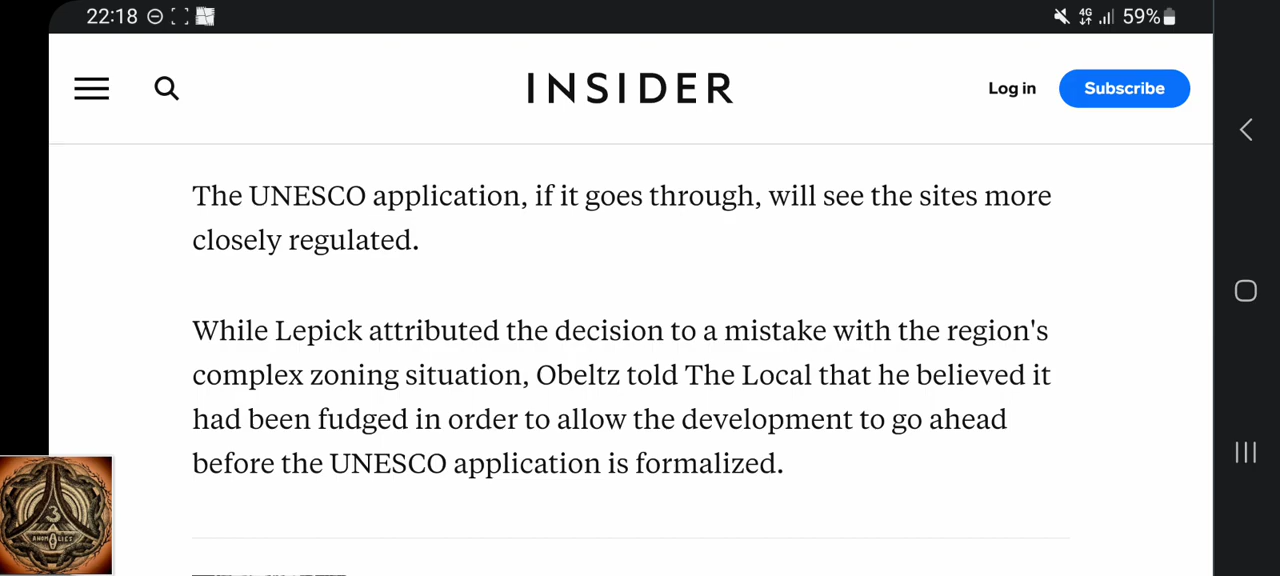 22:18 4G 59%
INSIDER Log in Subscribe
The UNESCO application, if it goes through, will see the sites more
closely regulated.
While Lepick attributed the decision to a mistake with the region's
complex zoning situation, Obeltz told The Local that he believed it
had been fudged in order to allow the development to go ahead
before the UNESCO application is formalized.
3